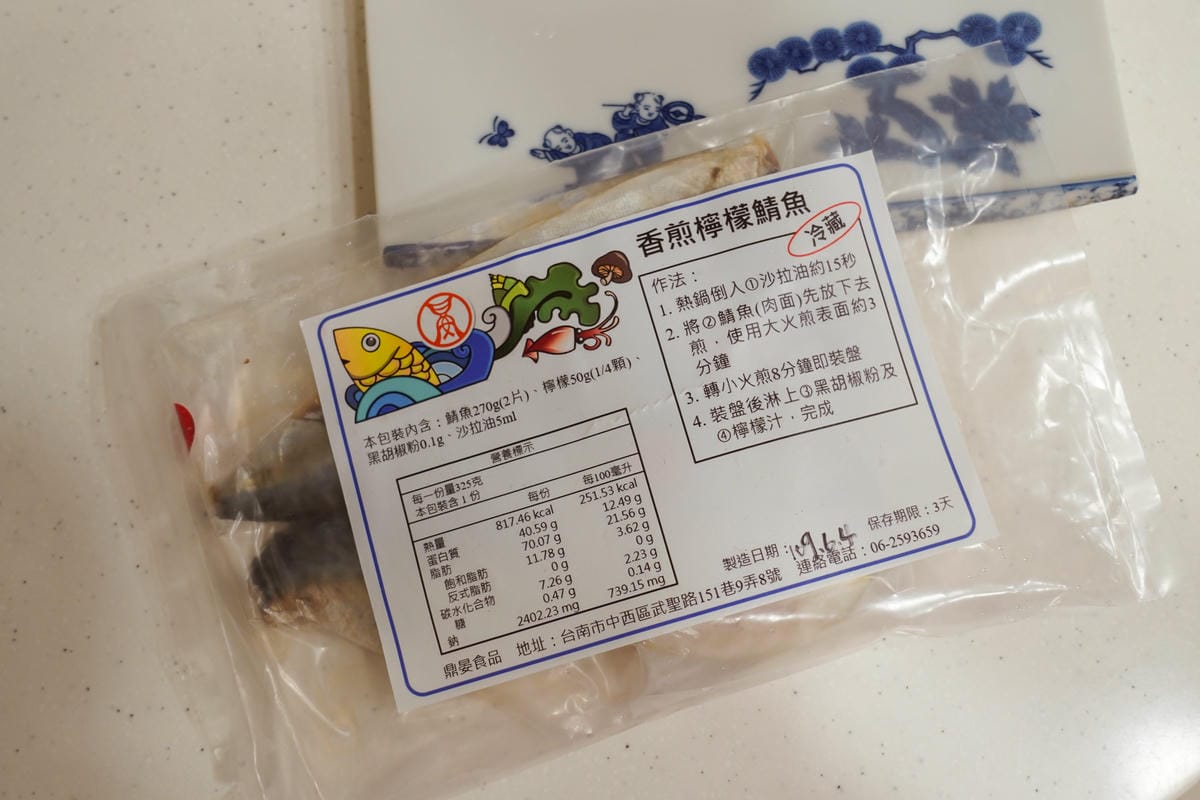 香煎檸檬鯖魚
冷藏
作法：
1. 熱鍋倒入①沙拉油約15秒
2. 將②鯖魚(肉面)先放下去
煎，使用大火煎表面約3
分鐘
3. 轉小火煎8分鐘即裝盤
4. 裝盤後淋上③黑胡椒粉及
④檸檬汁，完成
本包裝內含：鯖魚270g(2片)、檸檬50g(1/4顆)、
黑胡椒粉0.1g、沙拉油5ml
營養標示
每一份量325克
本包裝含1份
每份 每100毫升
熱量 817.46 kcal 251.53 kcal
蛋白質 40.59 g 12.49 g
脂肪 70.07 g 21.56 g
飽和脂肪 11.78 g 3.62 g
反式脂肪 0 g 0 g
碳水化合物 7.26 g 2.23 g
糖 0.47 g 0.14 g
鈉 2402.23 mg 739.15 mg
製造日期： 保存期限：3天
鼎晏食品 地址：台南市中西區武聖路151巷9弄8號 連絡電話：06-2593659